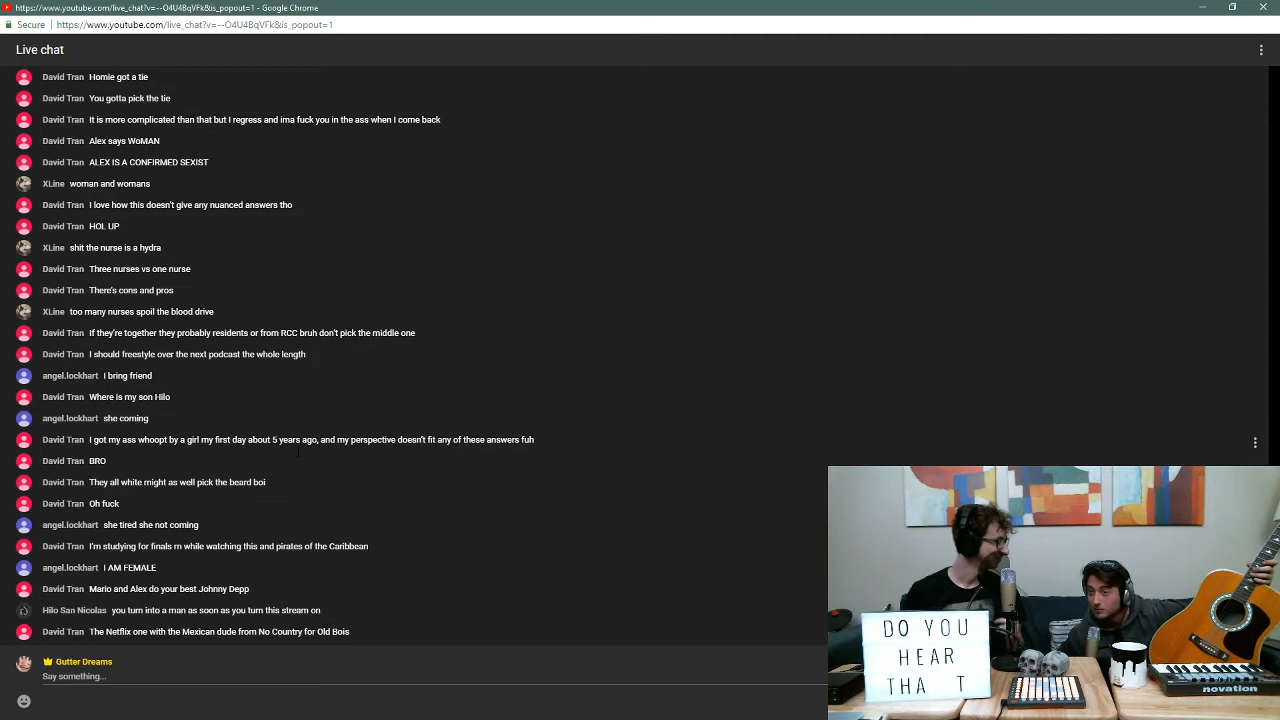 https://www.youtube.com/live_chat?v=--O4U4BqVFk&is_popout=1 - Google Chrome
Secure https://www.youtube.com/live_chat?v=--O4U4BqVFk&is_popout=1
Live chat
David Tran Homie got a tie
David Tran You gotta pick the tie
David Tran It is more complicated than that but I regress and ima fuck you in the ass when I come back
David Tran Alex says WoMAN
David Tran ALEX IS A CONFIRMED SEXIST
XLine woman and womans
David Tran I love how this doesn't give any nuanced answers tho
David Tran HOL UP
XLine shit the nurse is a hydra
David Tran Three nurses vs one nurse
David Tran There's cons and pros
XLine too many nurses spoil the blood drive
David Tran If they're together they probably residents or from RCC bruh don't pick the middle one
David Tran I should freestyle over the next podcast the whole length
angel.lockhart I bring friend
David Tran Where is my son Hilo
angel.lockhart she coming
David Tran I got my ass whoopt by a girl my first day about 5 years ago, and my perspective doesn't fit any of these answers fuh
David Tran BRO
David Tran They all white might as well pick the beard boi
David Tran Oh fuck
angel.lockhart she tired she not coming
David Tran I'm studying for finals rn while watching this and pirates of the Caribbean
angel.lockhart I AM FEMALE
David Tran Mario and Alex do your best Johnny Depp
Hilo San Nicolas you turn into a man as soon as you turn this stream on
David Tran The Netflix one with the Mexican dude from No Country for Old Bois
Gutter Dreams
Say something...
DO YOU
HEAR
THA T
novation